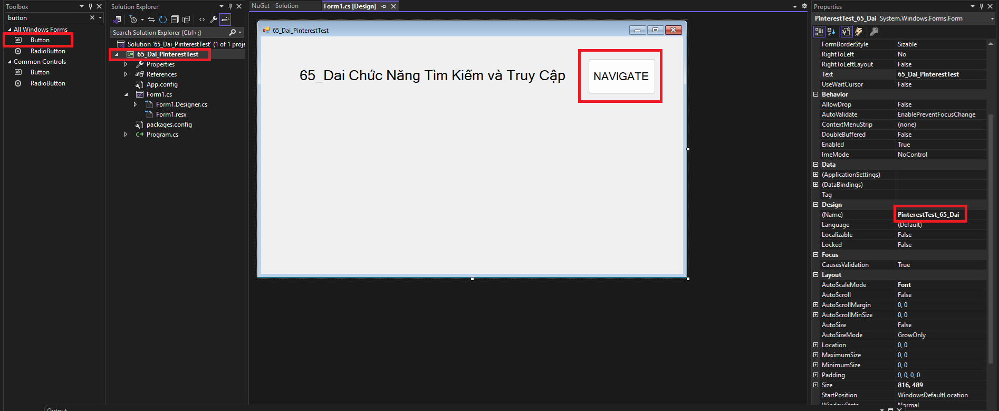 Toolbox
button
All Windows Forms
Button
RadioButton
Common Controls
Button
RadioButton
Solution Explorer
Search Solution Explorer (Ctrl+;)
Solution '65_Dai_PinterestTest' (1 of 1 proje
65_Dai_PinterestTest
Properties
References
App.config
Form1.cs
Form1.Designer.cs
Form1.resx
packages.config
C# Program.cs
NuGet - Solution
Form1.cs [Design]
65_Dai_PinterestTest
65_Dai Chức Năng Tìm Kiếm và Truy Cập
NAVIGATE
Properties
PinterestTest_65_Dai System.Windows.Forms.Form
FormBorderStyle Sizable
RightToLeft No
RightToLeftLayout False
Text 65_Dai_PinterestTest
UseWaitCursor False
Behavior
AllowDrop False
AutoValidate EnablePreventFocusChange
ContextMenuStrip (none)
DoubleBuffered False
Enabled True
ImeMode NoControl
Data
(ApplicationSettings)
(DataBindings)
Tag
Design
(Name) PinterestTest_65_Dai
Language (Default)
Localizable False
Locked False
Focus
CausesValidation True
Layout
AutoScaleMode Font
AutoScroll False
AutoScrollMargin 0, 0
AutoScrollMinSize 0, 0
AutoSize False
AutoSizeMode GrowOnly
Location 0, 0
MaximumSize 0, 0
MinimumSize 0, 0
Padding 0, 0, 0, 0
Size 816, 489
StartPosition WindowsDefaultLocation
WindowState Normal
Output